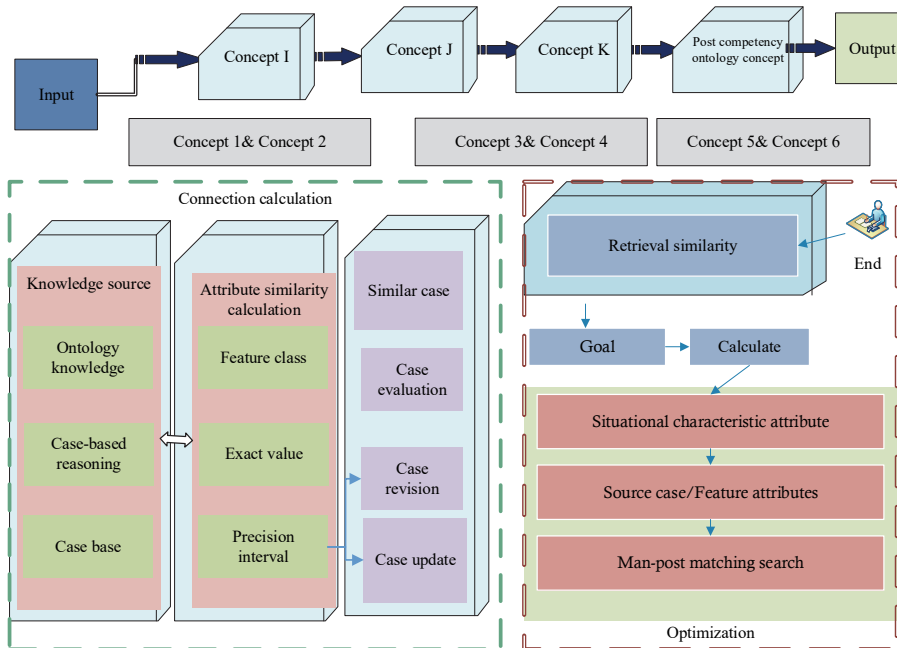 Input
Concept I
Concept J
Concept K
Post competency
ontology concept
Output
Concept 1& Concept 2
Concept 3& Concept 4
Concept 5& Concept 6
Connection calculation
Knowledge source
Ontology
knowledge
Case-based
reasoning
Case base
Attribute similarity
calculation
Feature class
Exact value
Precision
interval
Similar case
Case
evaluation
Case
revision
Case update
Retrieval similarity
End
Goal
Calculate
Situational characteristic attribute
Source case/Feature attributes
Man-post matching search
Optimization